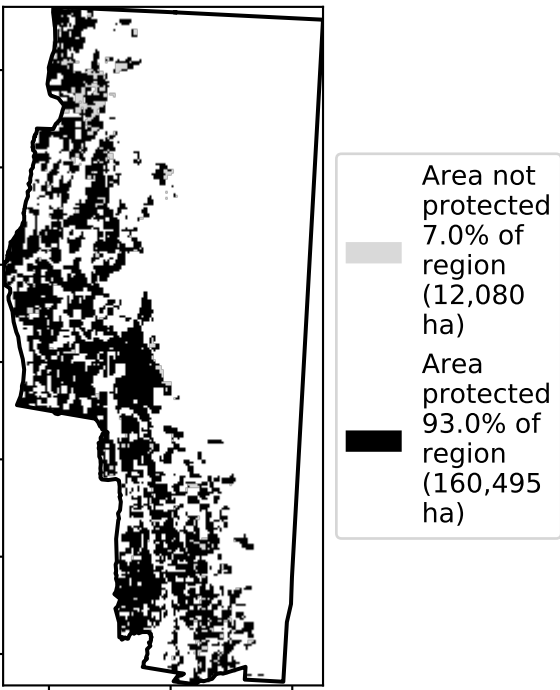 Area not
protected
7.0% of
region
(12,080
ha)
Area
protected
93.0% of
region
(160,495
ha)